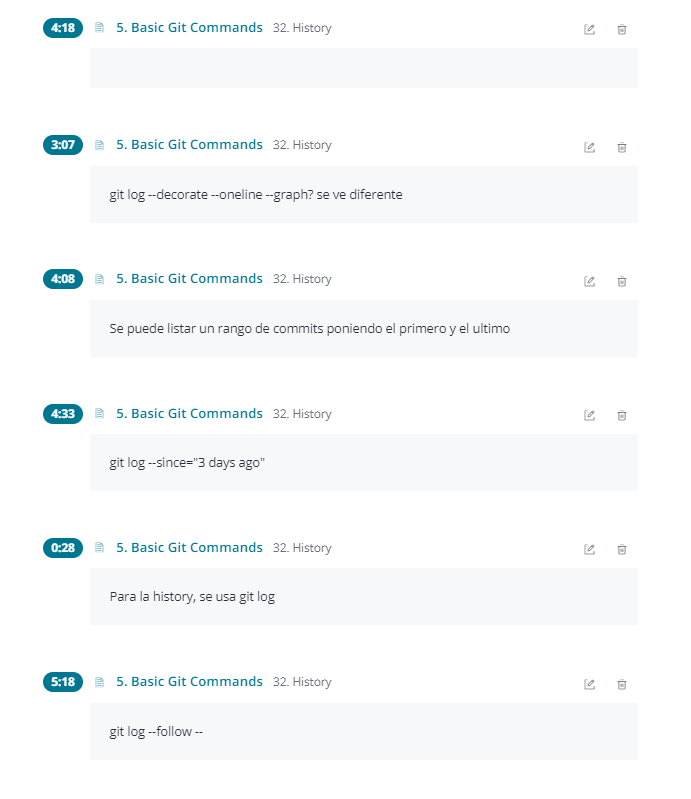 4:18 5. Basic Git Commands 32. History
3:07 5. Basic Git Commands 32. History
git log --decorate --oneline --graph? se ve diferente
4:08 5. Basic Git Commands 32. History
Se puede listar un rango de commits poniendo el primero y el ultimo
4:33 5. Basic Git Commands 32. History
git log --since="3 days ago"
0:28 5. Basic Git Commands 32. History
Para la history, se usa git log
5:18 5. Basic Git Commands 32. History
git log --follow --